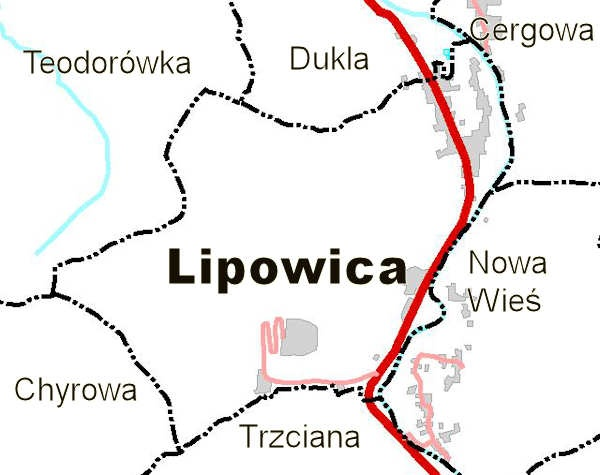 Cergowa
Teodorówka
Dukla
Lipowica
Nowa
Wieś
Chyrowa
Trzciana